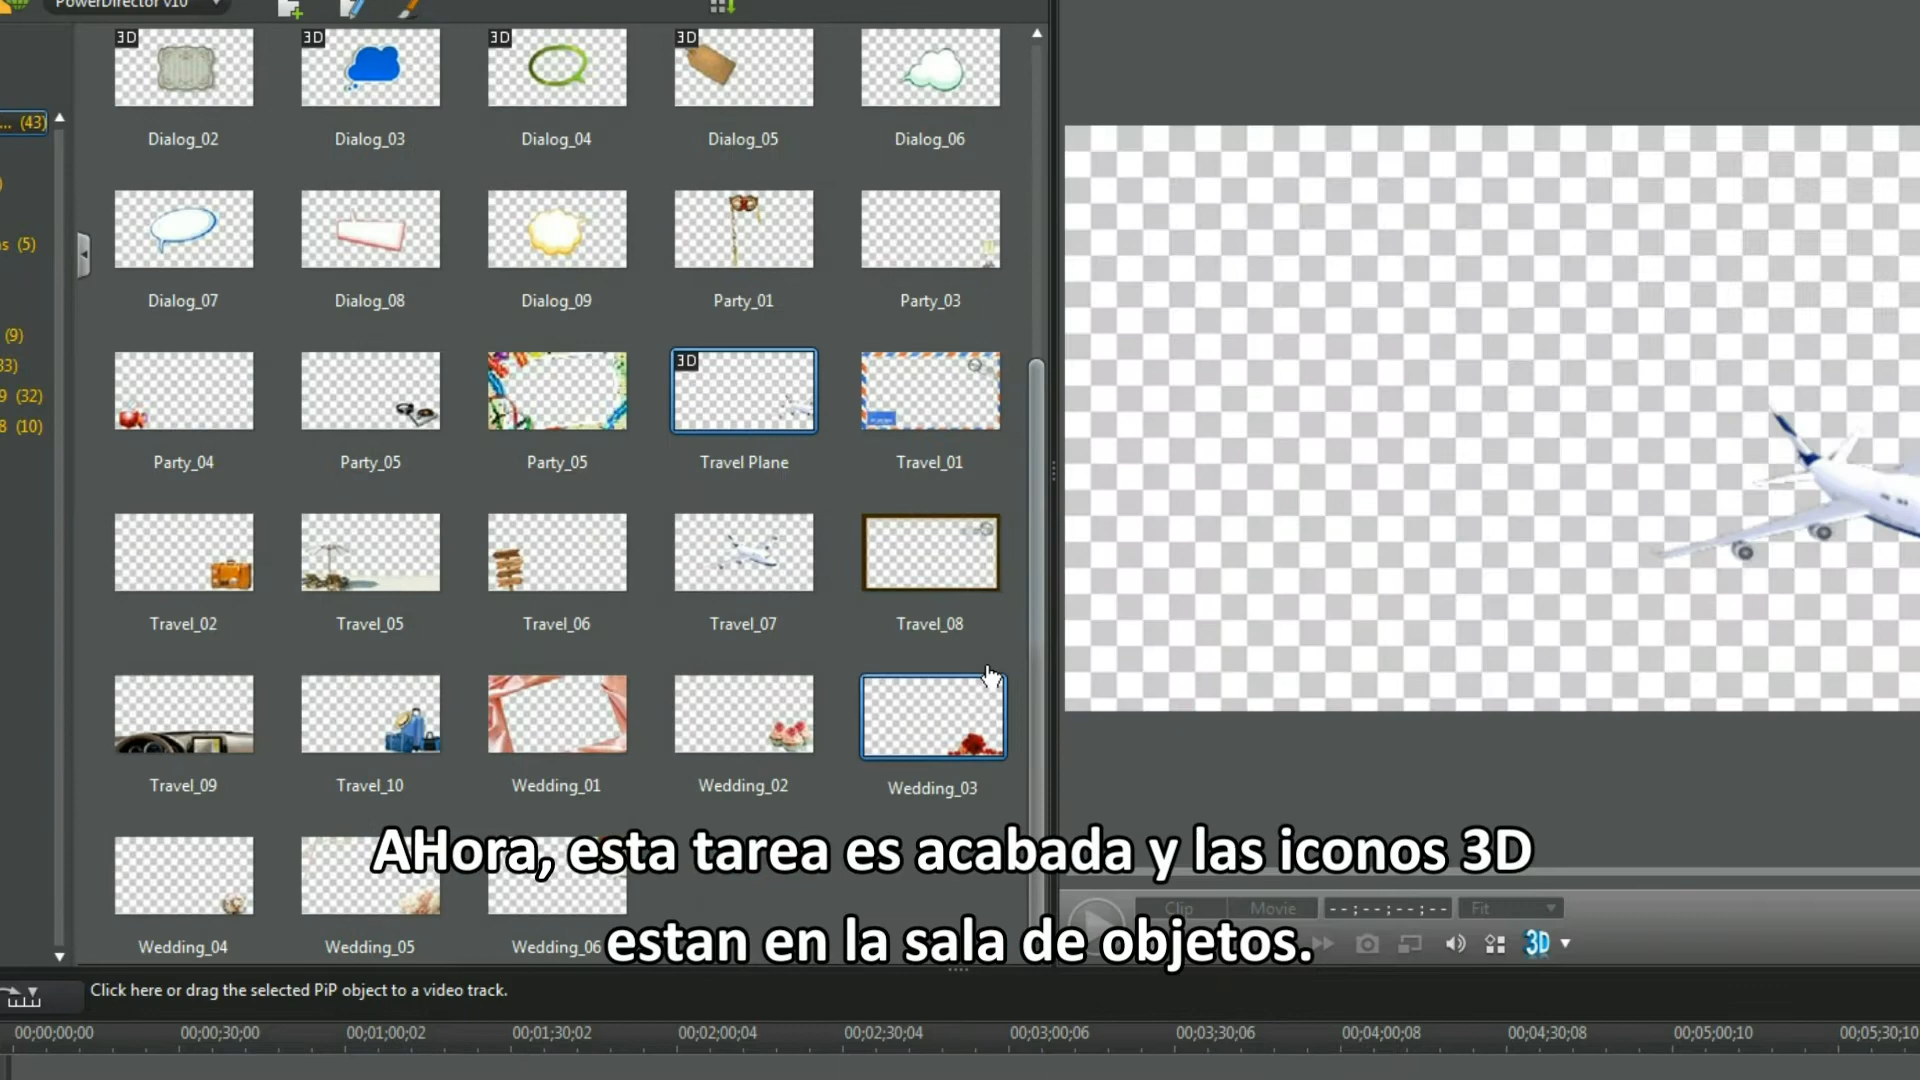 PowerDirector v10
3D
3D
3D
3D
Dialog_02
Dialog_03
Dialog_04
Dialog_05
Dialog_06
... (43)
s (5)
Dialog_07
Dialog_08
Dialog_09
Party_01
Party_03
(9)
33)
9 (32)
8 (10)
3D
Party_04
Party_05
Party_05
Travel Plane
Travel_01
Travel_02
Travel_05
Travel_06
Travel_07
Travel_08
Travel_09
Travel_10
Wedding_01
Wedding_02
Wedding_03
AHora, esta tarea es acabada y las iconos 3D
estan en la sala de objetos.
Clip
Movie
--;--;--;--
Fit
3D
Wedding_04
Wedding_05
Wedding_06
Click here or drag the selected PiP object to a video track.
00;00;00;00
00;00;30;00
00;01;00;02
00;01;30;02
00;02;00;04
00;02;30;04
00;03;00;06
00;03;30;06
00;04;00;08
00;04;30;08
00;05;00;10
00;05;30;10